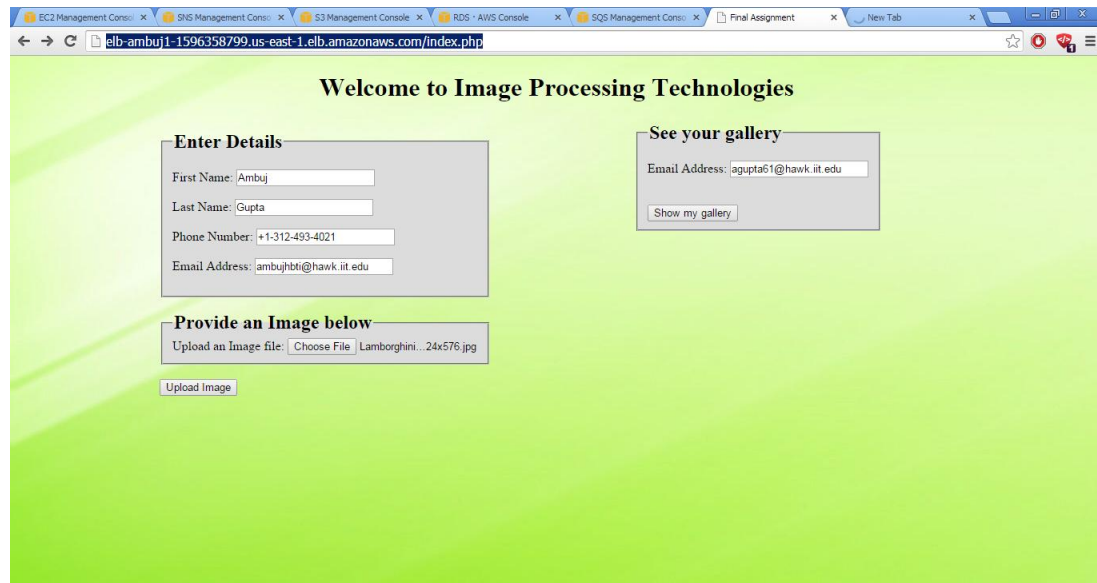 EC2 Management Consol
SNS Management Conso
S3 Management Console
RDS · AWS Console
SQS Management Conso
Final Assignment
New Tab
elb-ambuj1-1596358799.us-east-1.elb.amazonaws.com/index.php
Welcome to Image Processing Technologies
Enter Details
First Name: Ambuj
Last Name: Gupta
Phone Number: +1-312-493-4021
Email Address: ambujhbti@hawk.iit.edu
Provide an Image below
Upload an Image file: Choose File Lamborghini...24x576.jpg
Upload Image
See your gallery
Email Address: agupta61@hawk.iit.edu
Show my gallery